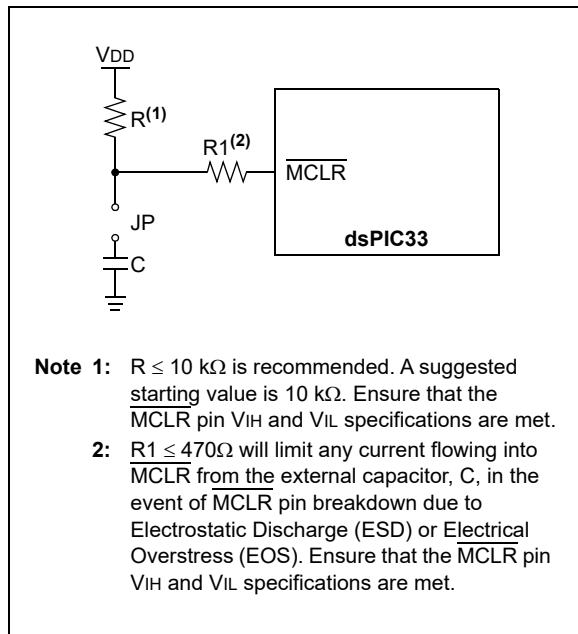 VDD
R(1)
R1(2)
MCLR
JP
dsPIC33
C
Note 1: R ≤ 10 kΩ is recommended. A suggested
starting value is 10 kΩ. Ensure that the
MCLR pin VIH and VIL specifications are met.
2: R1 ≤ 470Ω will limit any current flowing into
MCLR from the external capacitor, C, in the
event of MCLR pin breakdown due to
Electrostatic Discharge (ESD) or Electrical
Overstress (EOS). Ensure that the MCLR pin
VIH and VIL specifications are met.